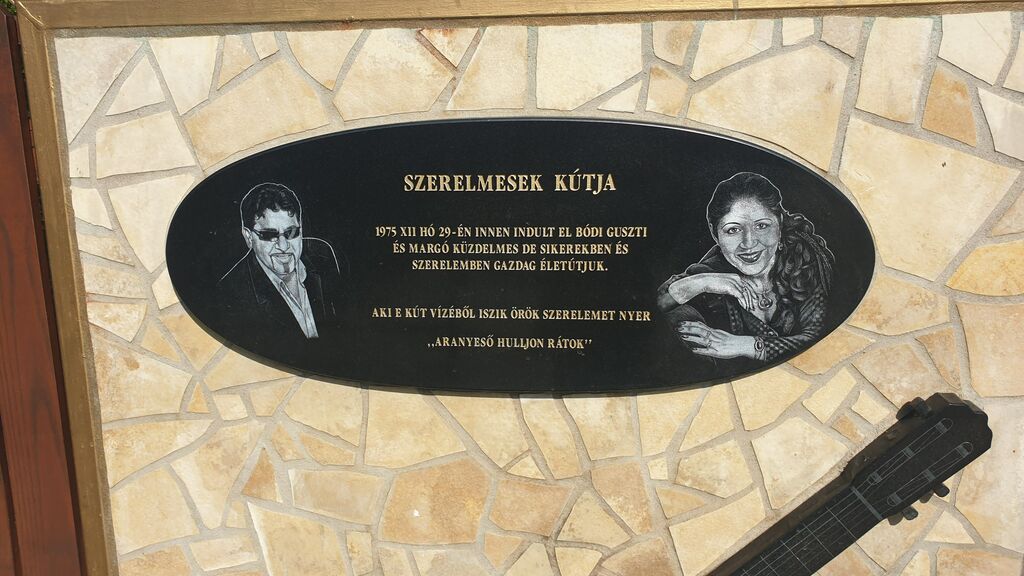 SZERELMESEK KÚTJA
1975 XII HÓ 29-ÉN INNEN INDULT EL BÓDI GUSZTI
ÉS MARGÓ KÜZDELMES DE SIKEREKBEN ÉS
SZERELEMBEN GAZDAG ÉLETÚTJUK.
AKI E KÚT VÍZÉBŐL ISZIK ÖRÖK SZERELMET NYER
,,ARANYESŐ HULLJON RÁTOK''